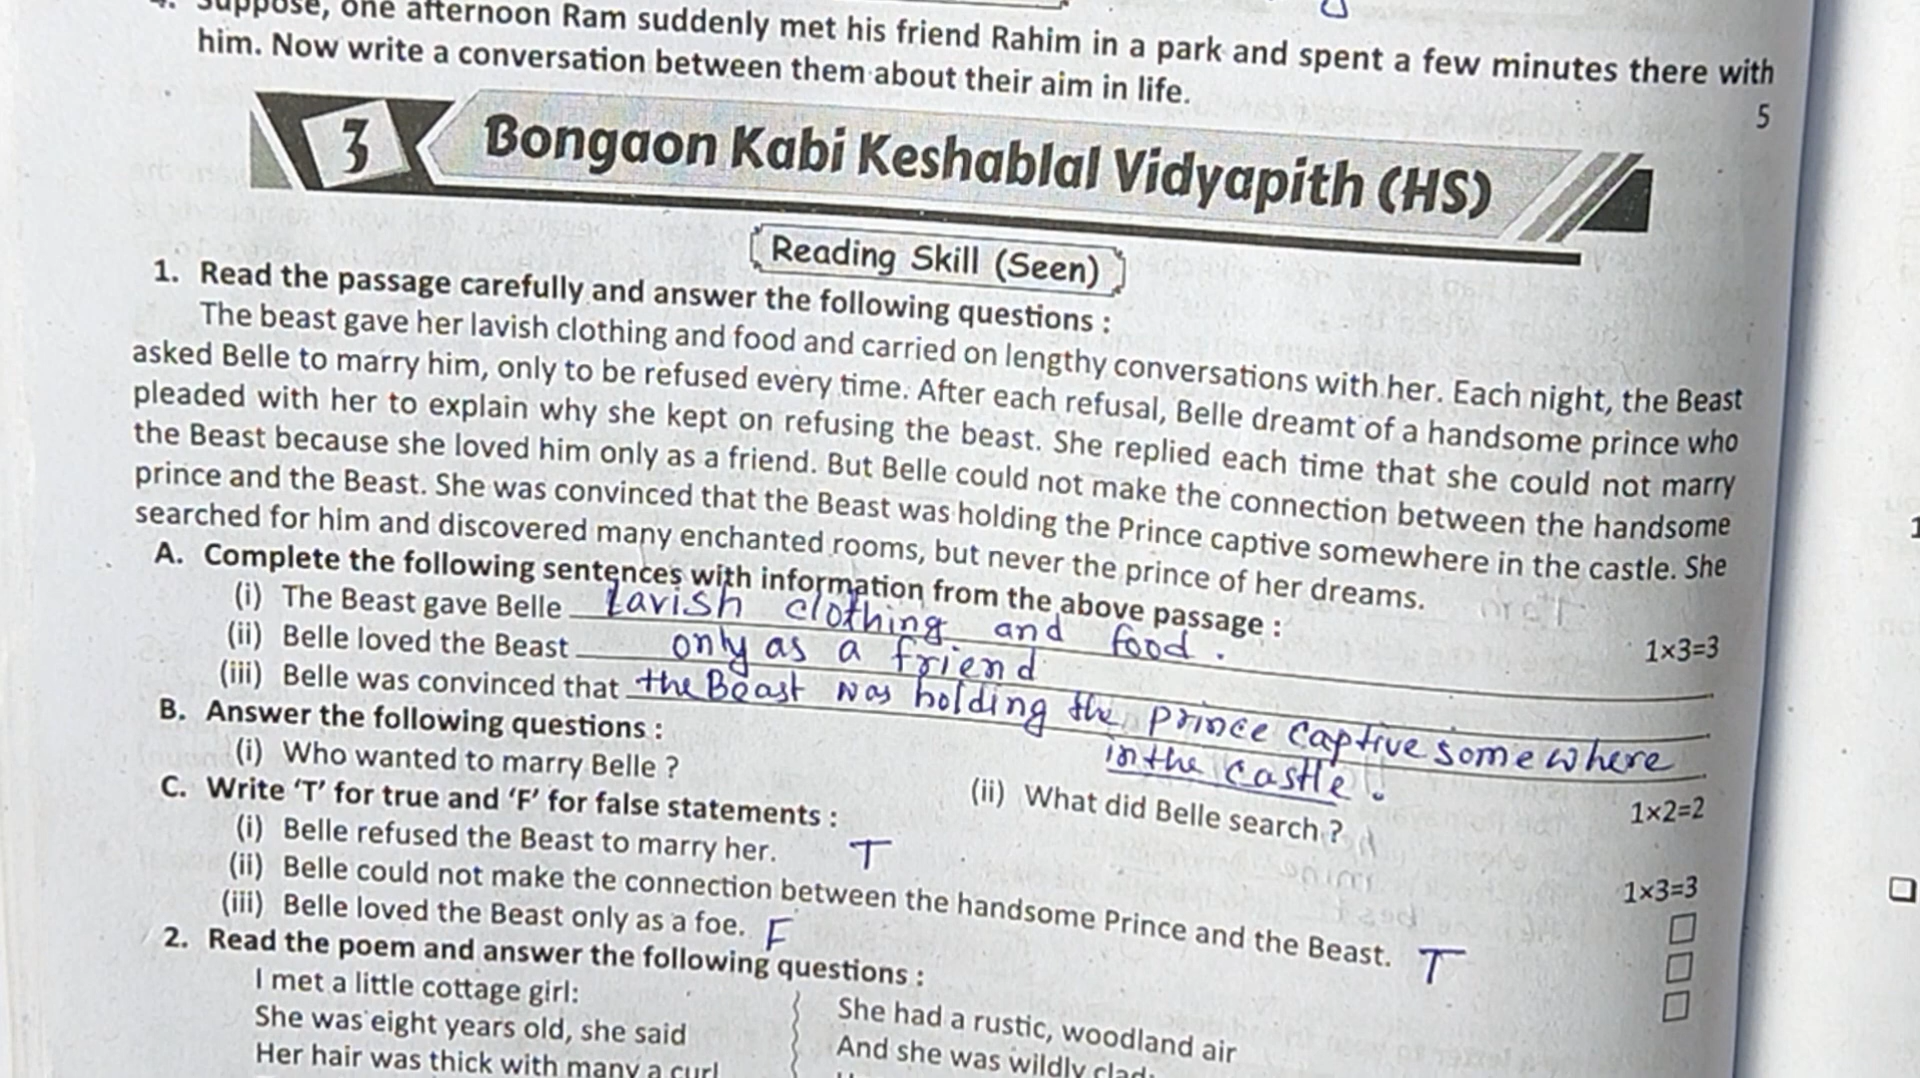 4. Suppose, one afternoon Ram suddenly met his friend Rahim in a park and spent a few minutes there with
him. Now write a conversation between them about their aim in life.
5
3 Bongaon Kabi Keshablal Vidyapith (HS)
Reading Skill (Seen)
1. Read the passage carefully and answer the following questions :
The beast gave her lavish clothing and food and carried on lengthy conversations with her. Each night, the Beast
asked Belle to marry him, only to be refused every time. After each refusal, Belle dreamt of a handsome prince who
pleaded with her to explain why she kept on refusing the beast. She replied each time that she could not marry
the Beast because she loved him only as a friend. But Belle could not make the connection between the handsome
prince and the Beast. She was convinced that the Beast was holding the Prince captive somewhere in the castle. She
searched for him and discovered many enchanted rooms, but never the prince of her dreams.
A. Complete the following sentences with information from the above passage :
1×3=3
(i) The Beast gave Belle Lavish clothing and food.
(ii) Belle loved the Beast only as a friend
(iii) Belle was convinced that the Beast was holding the prince captive somewhere
in the castle.
B. Answer the following questions :
1×2=2
(i) Who wanted to marry Belle ? (ii) What did Belle search ?
C. Write 'T' for true and 'F' for false statements :
1×3=3
(i) Belle refused the Beast to marry her. T
(ii) Belle could not make the connection between the handsome Prince and the Beast. T
(iii) Belle loved the Beast only as a foe. F
2. Read the poem and answer the following questions :
I met a little cottage girl:
She was eight years old, she said
Her hair was thick with many a curl
She had a rustic, woodland air
And she was wildly clad: